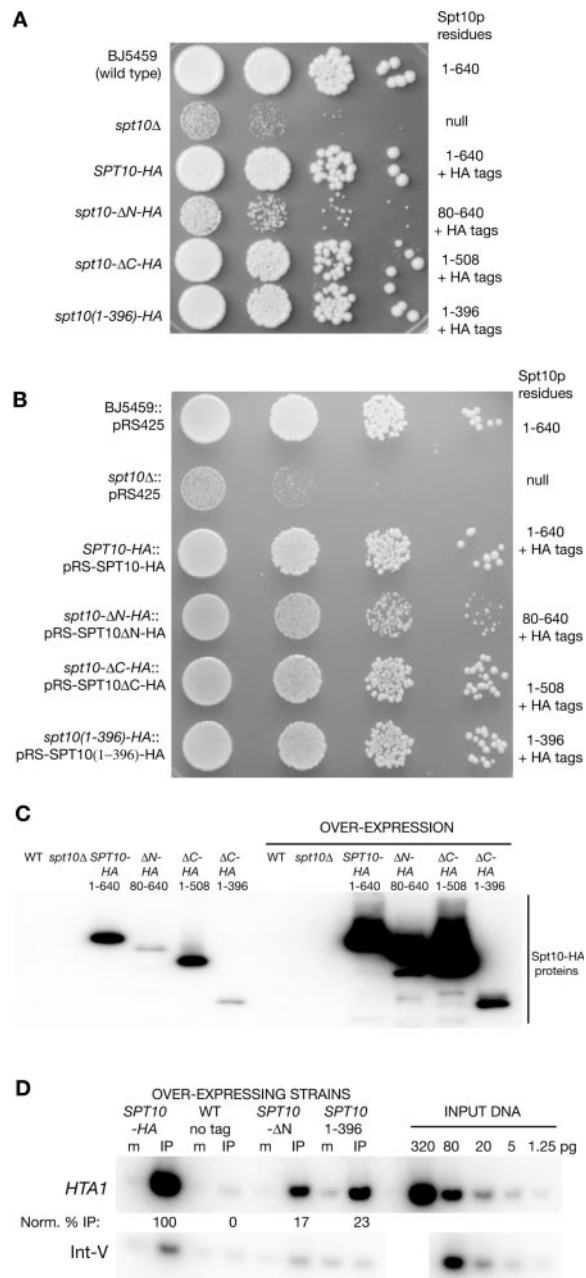 A
Spt10p
residues
BJ5459
(wild type)
1-640
spt10Δ
null
SPT10-HA
1-640
+ HA tags
spt10-ΔN-HA
80-640
+ HA tags
spt10-ΔC-HA
1-508
+ HA tags
spt10(1-396)-HA
1-396
+ HA tags
B
Spt10p
residues
BJ5459::
pRS425
1-640
spt10Δ::
pRS425
null
SPT10-HA::
pRS-SPT10-HA
1-640
+ HA tags
spt10-ΔN-HA::
pRS-SPT10ΔN-HA
80-640
+ HA tags
spt10-ΔC-HA::
pRS-SPT10ΔC-HA
1-508
+ HA tags
spt10(1-396)-HA::
pRS-SPT10(1–396)-HA
1-396
+ HA tags
C
OVER-EXPRESSION
WT spt10Δ SPT10- ΔN- ΔC- ΔC- WT spt10Δ SPT10- ΔN- ΔC- ΔC-
HA HA HA HA HA HA HA HA
1-640 80-640 1-508 1-396 1-640 80-640 1-508 1-396
Spt10-HA
proteins
D
OVER-EXPRESSING STRAINS
SPT10 WT SPT10 SPT10 INPUT DNA
-HA no tag -ΔN 1-396
m IP m IP m IP m IP 320 80 20 5 1.25 pg
HTA1
Norm. % IP: 100 0 17 23
Int-V